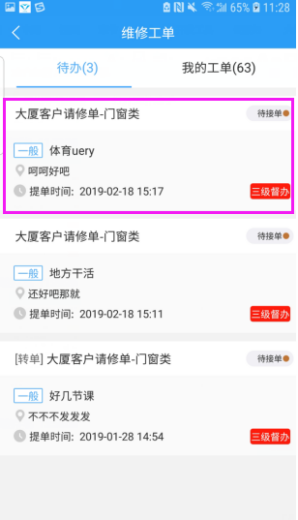 65% 11:28
维修工单
待办(3) 我的工单(63)
大厦客户请修单-门窗类 待接单
一般 体育uery
呵呵好吧
提单时间: 2019-02-18 15:17 三级督办
大厦客户请修单-门窗类 待接单
一般 地方干活
还好吧那就
提单时间: 2019-02-18 15:11 三级督办
[转单] 大厦客户请修单-门窗类 待接单
一般 好几节课
不不不发发发
提单时间: 2019-01-28 14:54 三级督办